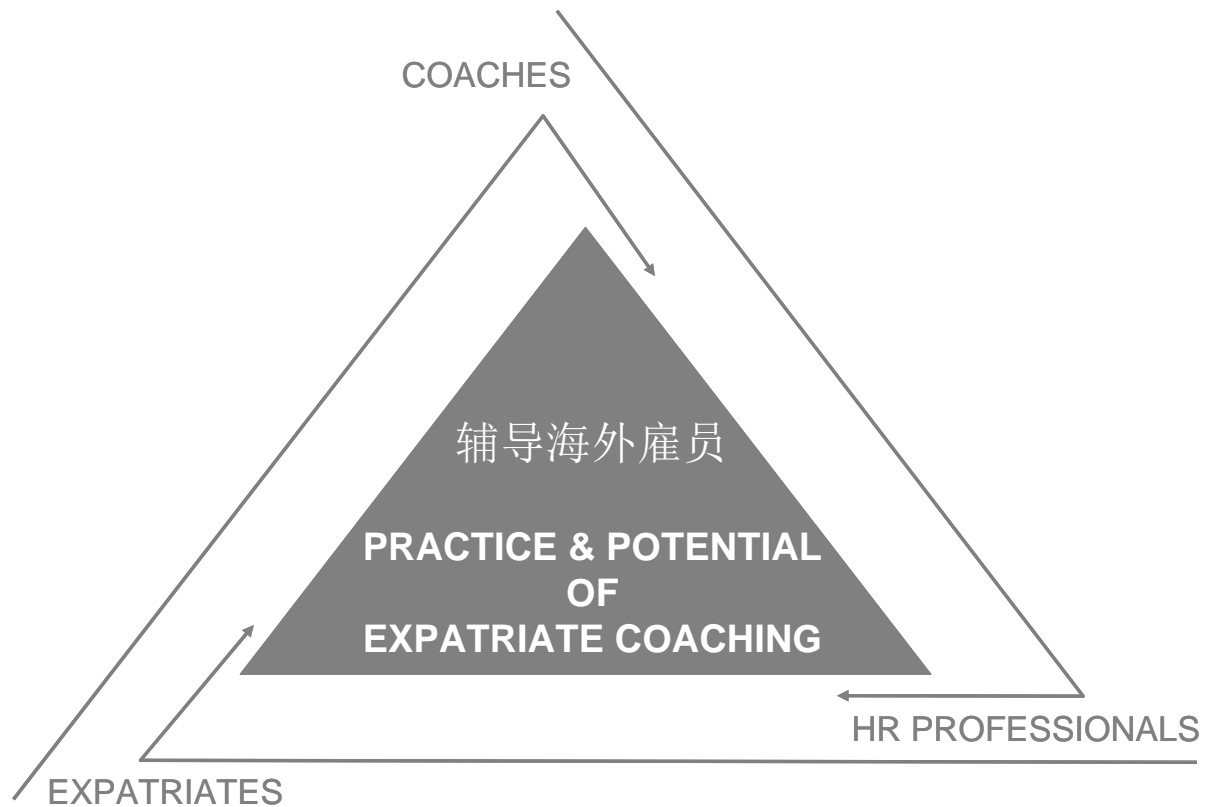 COACHES
辅导海外雇员
PRACTICE & POTENTIAL
OF
EXPATRIATE COACHING
HR PROFESSIONALS
EXPATRIATES